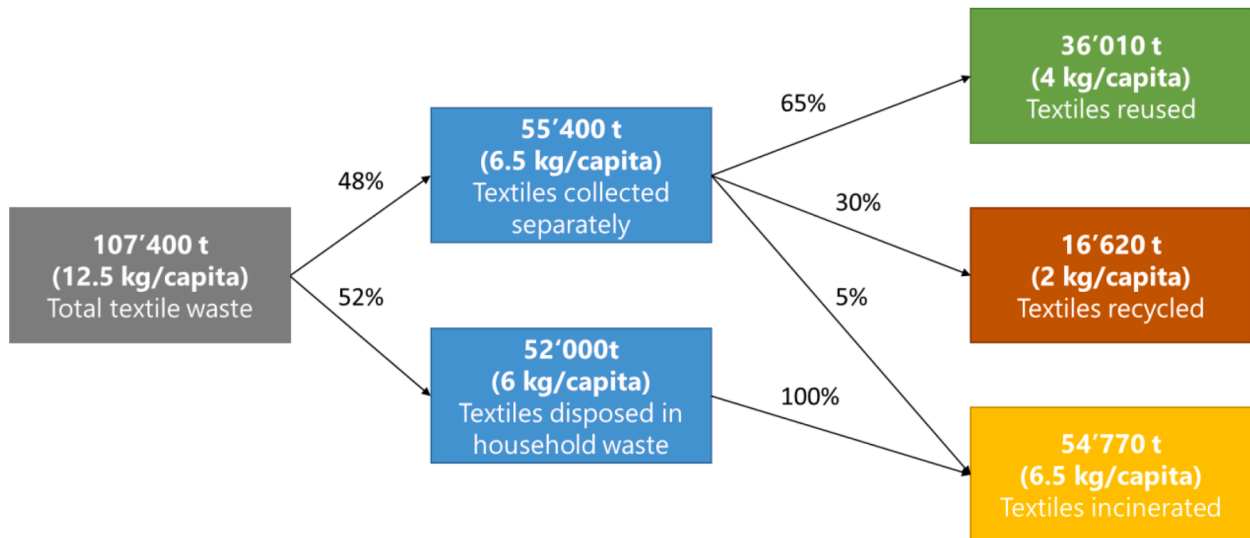 107’400 t
(12.5 kg/capita)
Total textile waste
48%
52%
55’400 t
(6.5 kg/capita)
Textiles collected
separately
52‘000t
(6 kg/capita)
Textiles disposed in
household waste
65%
30%
5%
100%
36’010 t
(4 kg/capita)
Textiles reused
16’620 t
(2 kg/capita)
Textiles recycled
54’770 t
(6.5 kg/capita)
Textiles incinerated